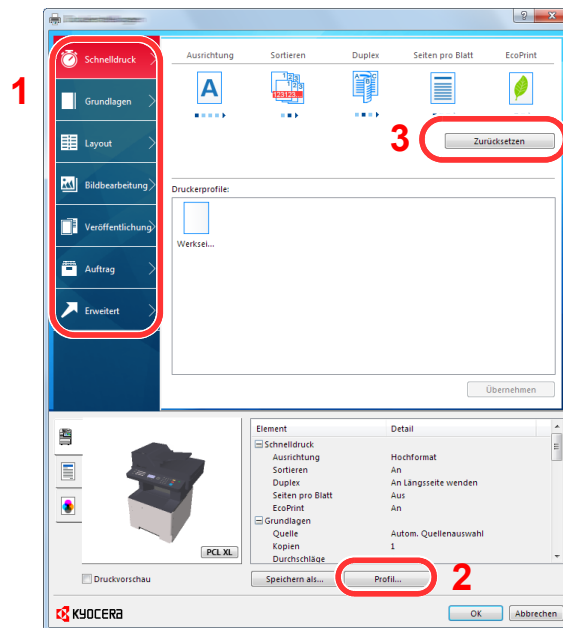 Schnelldruck
Ausrichtung Sortieren Duplex Seiten pro Blatt EcoPrint
1
Grundlagen
A
123
123123
A B C
3
Zurücksetzen
Layout
Bildbearbeitung
Druckerprofile:
Veröffentlichung
Werksei...
Auftrag
Erweitert
Übernehmen
Element Detail
Schnelldruck
Ausrichtung Hochformat
Sortieren An
Duplex An Längsseite wenden
Seiten pro Blatt Aus
EcoPrint An
Grundlagen
Quelle Autom. Quellenauswahl
Kopien 1
Durchschläge
PCL XL
Druckvorschau
Speichern als...
Profil...
2
KYOCERA
OK Abbrechen